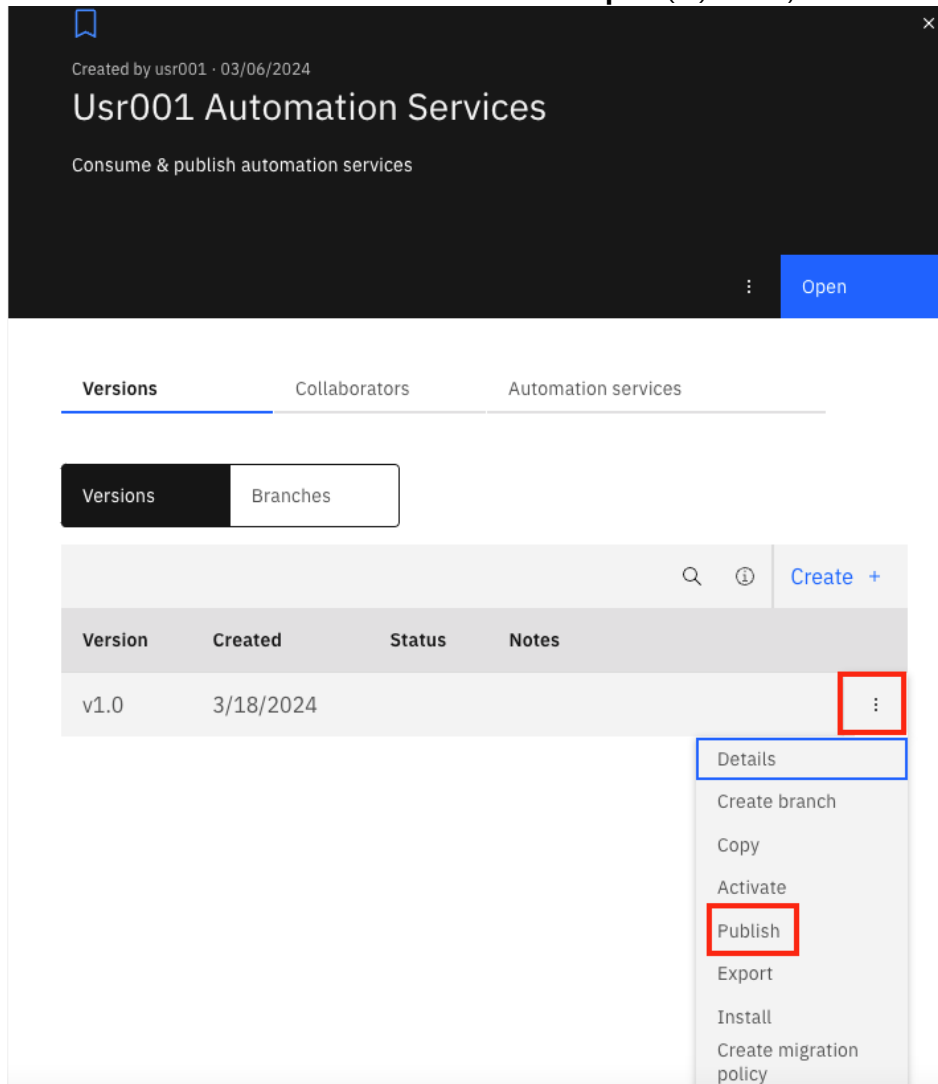 Created by usr001 · 03/06/2024
Usr001 Automation Services
Consume & publish automation services
Open
Versions Collaborators Automation services
Versions Branches
Create +
Version Created Status Notes
v1.0 3/18/2024
Details
Create branch
Copy
Activate
Publish
Export
Install
Create migration
policy